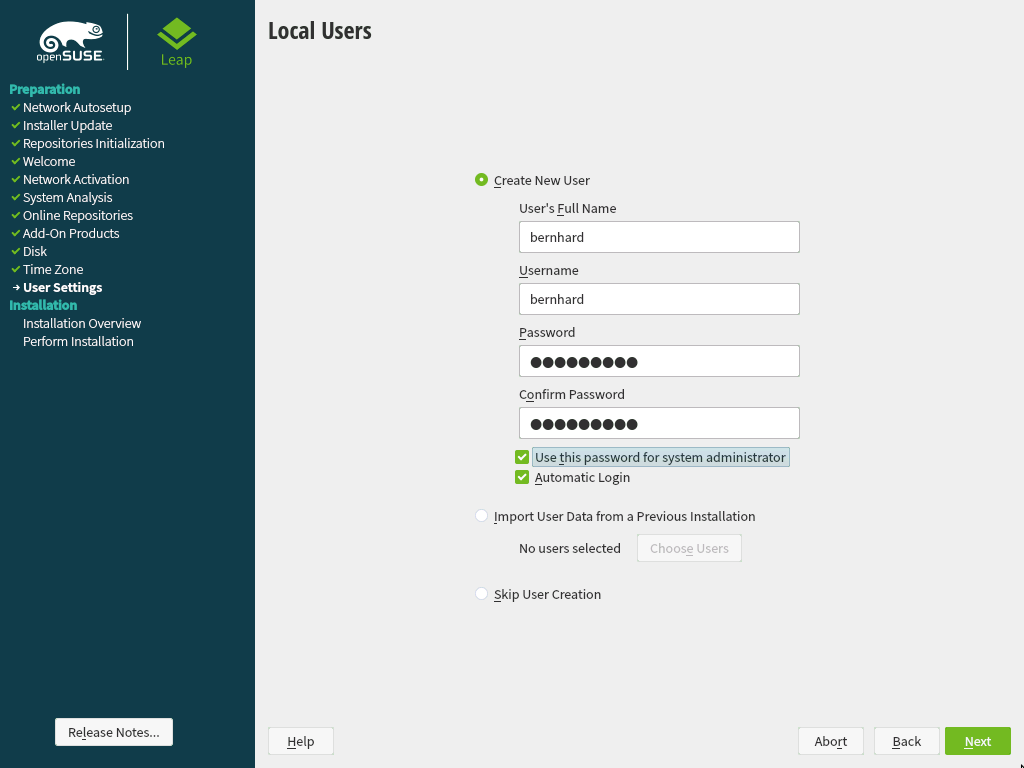 openSUSE
Leap
Preparation
Network Autosetup
Installer Update
Repositories Initialization
Welcome
Network Activation
System Analysis
Online Repositories
Add-On Products
Disk
Time Zone
User Settings
Installation
Installation Overview
Perform Installation
Release Notes...
Local Users
Create New User
User's Full Name
bernhard
Username
bernhard
Password
●●●●●●●●●
Confirm Password
●●●●●●●●●
Use this password for system administrator
Automatic Login
Import User Data from a Previous Installation
No users selected Choose Users
Skip User Creation
Help Abort Back Next